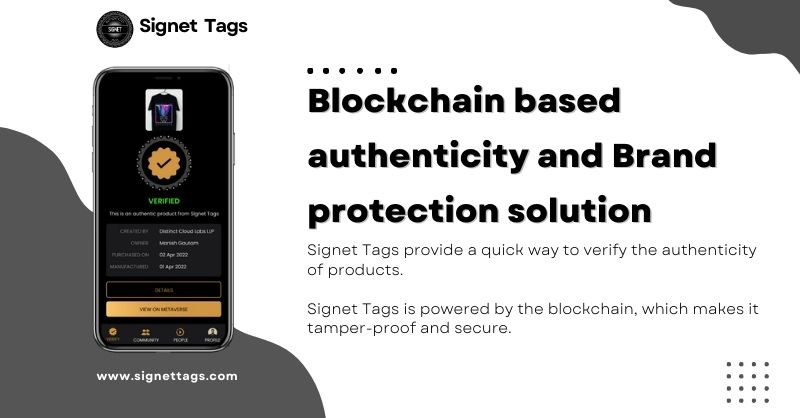 SIGNET
Signet Tags
VERIFIED
This is an authentic product from Signet Tags
CREATED BY Distinct Cloud Labs LLP
OWNER Manish Gautam
PURCHASED ON 02 Apr 2022
MANUFACTURED 01 Apr 2022
DETAILS
VIEW ON METAVERSE
VERIFY COMMUNITY PEOPLE PROFILE
www.signettags.com
Blockchain based
authenticity and Brand
protection solution
Signet Tags provide a quick way to verify the authenticity
of products.
Signet Tags is powered by the blockchain, which makes it
tamper-proof and secure.